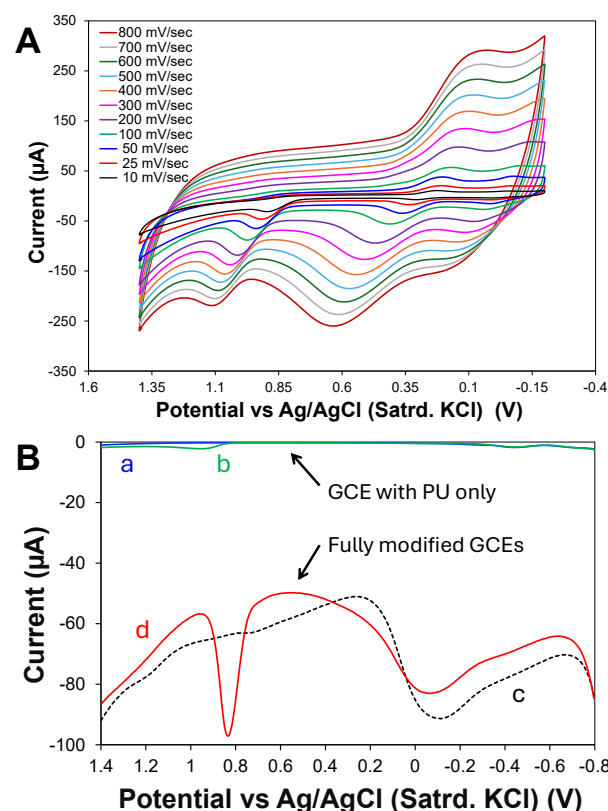 A
350
250
150
50
-50
-150
-250
-350
Current (µA)
800 mV/sec
700 mV/sec
600 mV/sec
500 mV/sec
400 mV/sec
300 mV/sec
200 mV/sec
100 mV/sec
50 mV/sec
25 mV/sec
10 mV/sec
1.6 1.35 1.1 0.85 0.6 0.35 0.1 -0.15 -0.4
Potential vs Ag/AgCl (Satrd. KCl) (V)
B
0
-20
-40
-60
-80
-100
Current (µA)
a b
GCE with PU only
Fully modified GCEs
d
c
1.4 1.2 1 0.8 0.6 0.4 0.2 0 -0.2 -0.4 -0.6 -0.8
Potential vs Ag/AgCl (Satrd. KCl) (V)